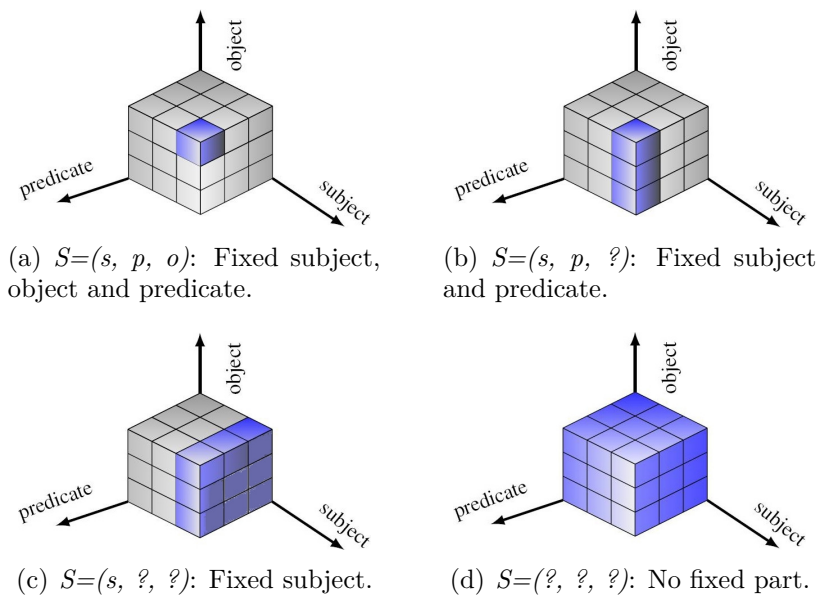 object
predicate
subject
(a) S=(s, p, o): Fixed subject,
object and predicate.
object
predicate
subject
(b) S=(s, p, ?): Fixed subject
and predicate.
object
predicate
subject
(c) S=(s, ?, ?): Fixed subject.
object
predicate
subject
(d) S=(?, ?, ?): No fixed part.